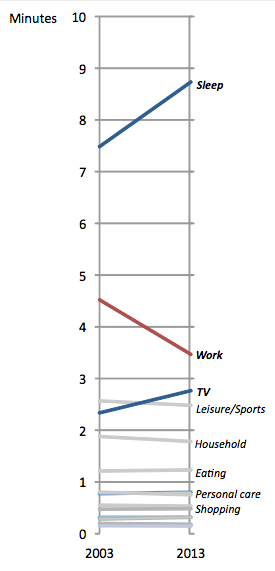 Minutes
10
9
8
7
6
5
4
3
2
1
0
Sleep
Work
TV
Leisure/Sports
Household
Eating
Personal care
Shopping
2003 2013